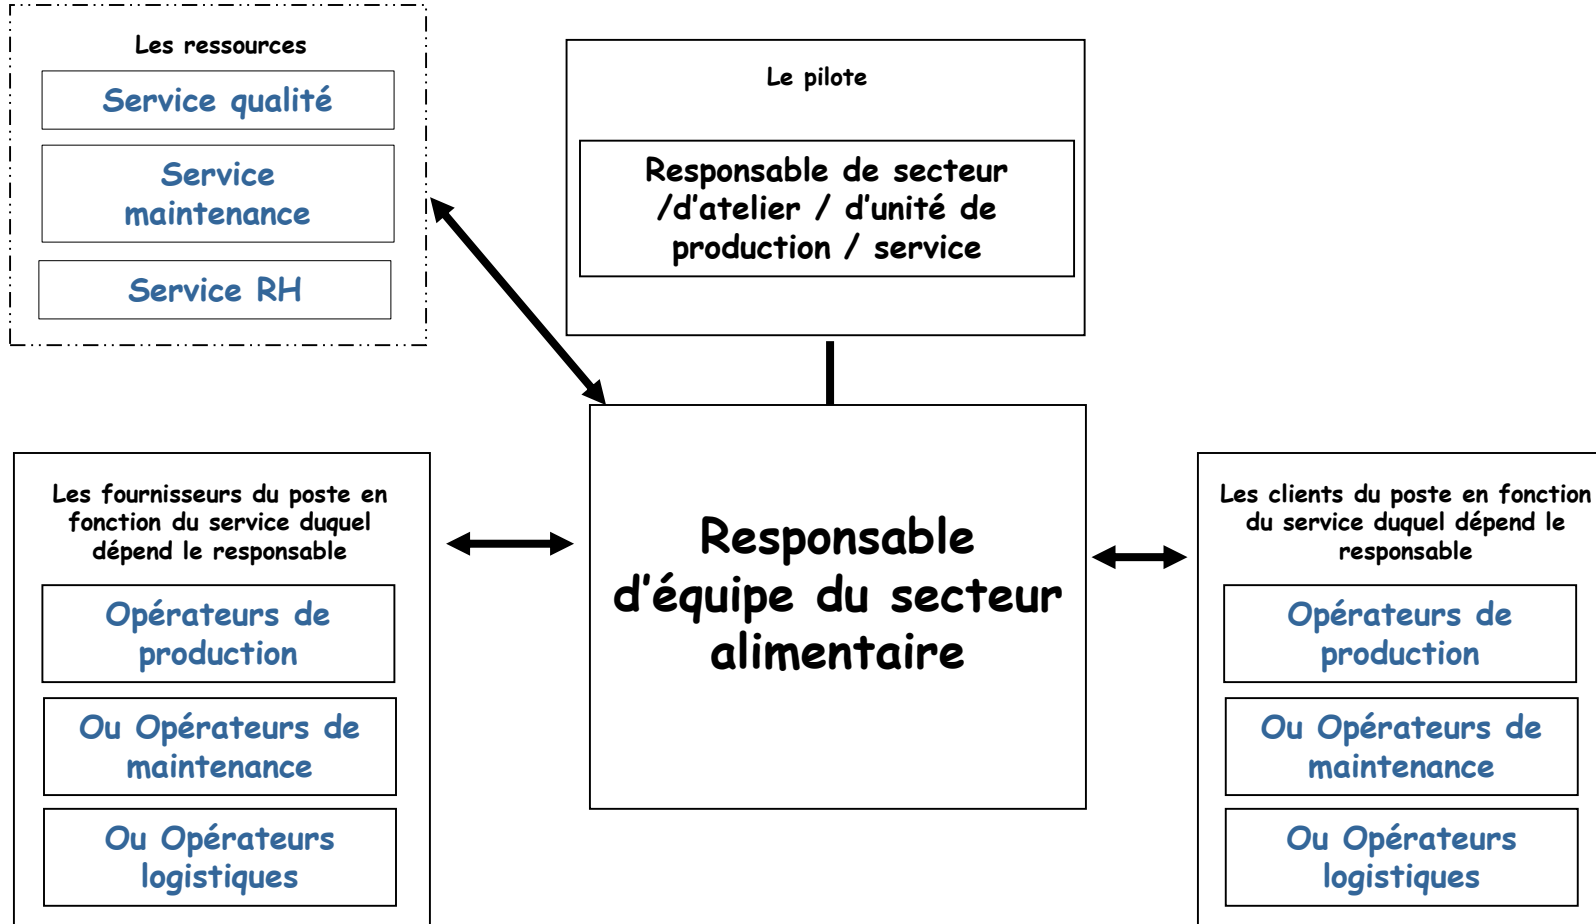 Les ressources
Service qualité
Service
maintenance
Service RH
Le pilote
Responsable de secteur
/d'atelier / d'unité de
production / service
Les fournisseurs du poste en
fonction du service duquel
dépend le responsable
Opérateurs de
production
Ou Opérateurs de
maintenance
Ou Opérateurs
logistiques
Responsable
d'équipe du secteur
alimentaire
Les clients du poste en fonction
du service duquel dépend le
responsable
Opérateurs de
production
Ou Opérateurs de
maintenance
Ou Opérateurs
logistiques